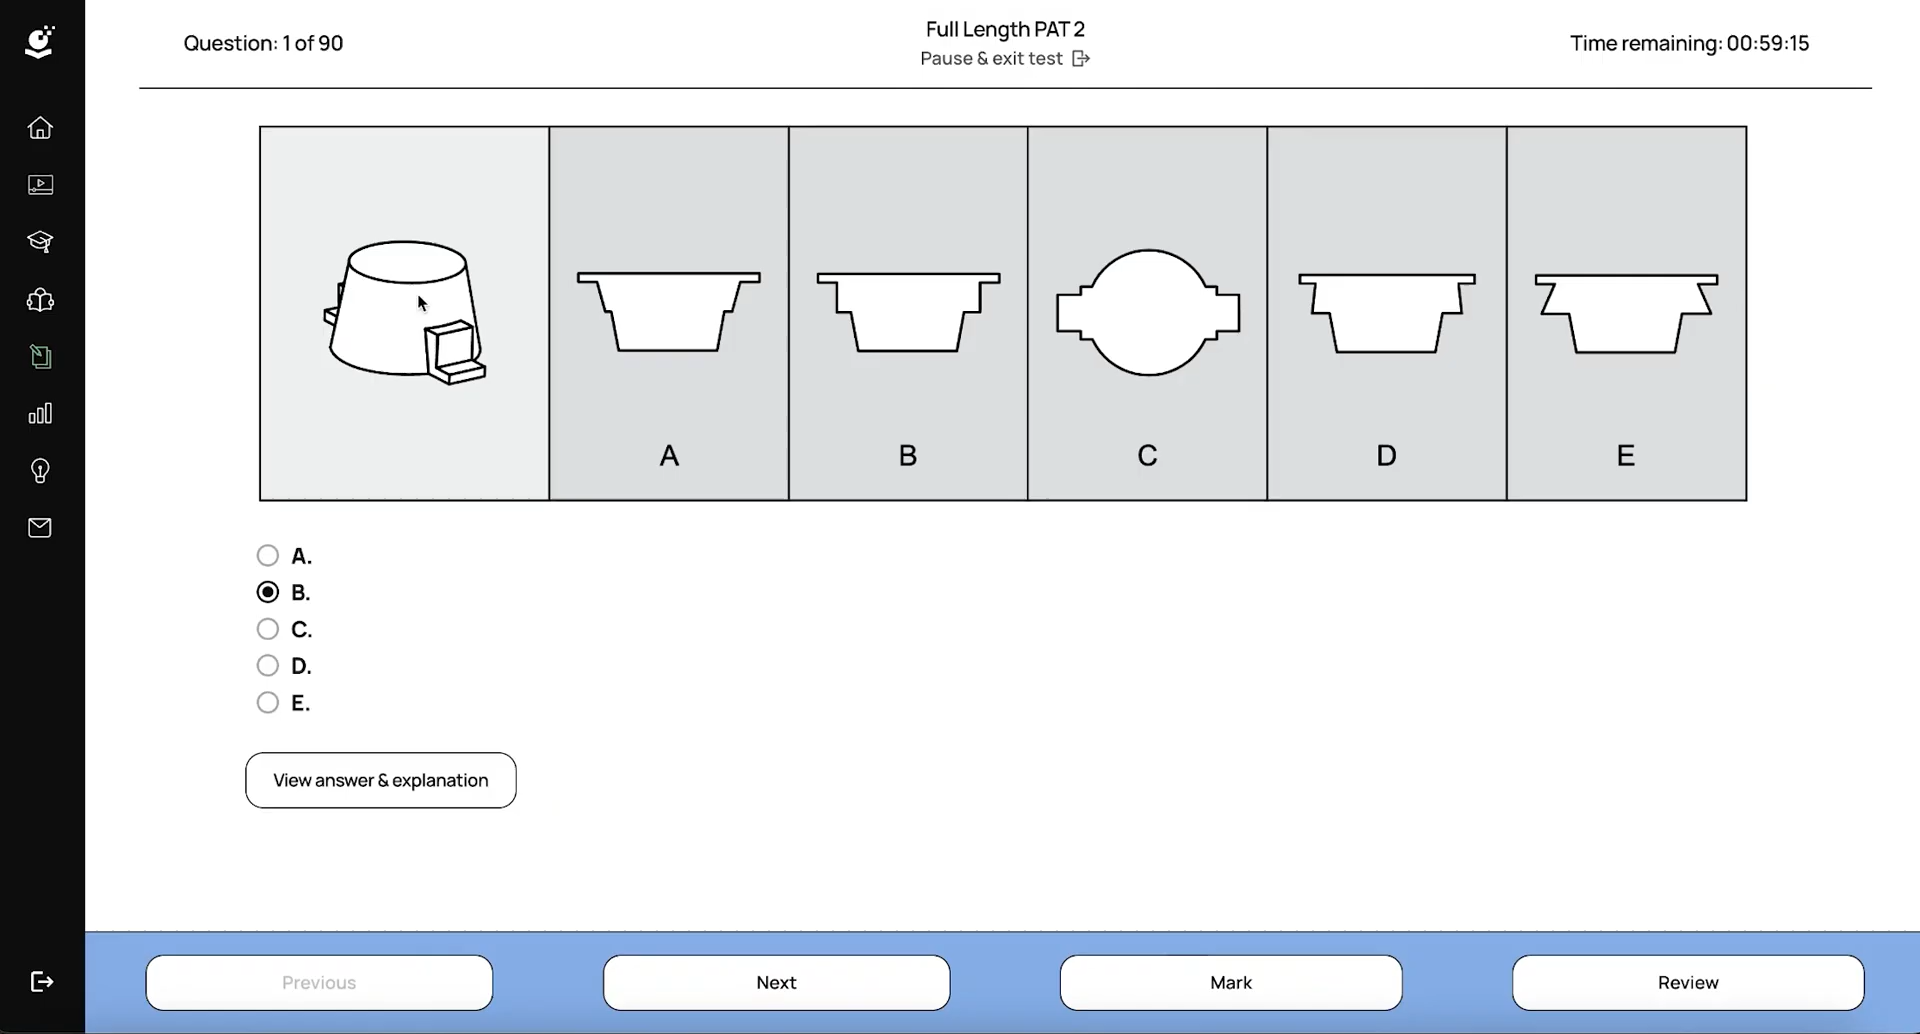 Question: 1 of 90
Full Length PAT 2
Pause & exit test
Time remaining: 00:59:15
A
B
C
D
E
A.
B.
C.
D.
E.
View answer & explanation
Previous
Next
Mark
Review